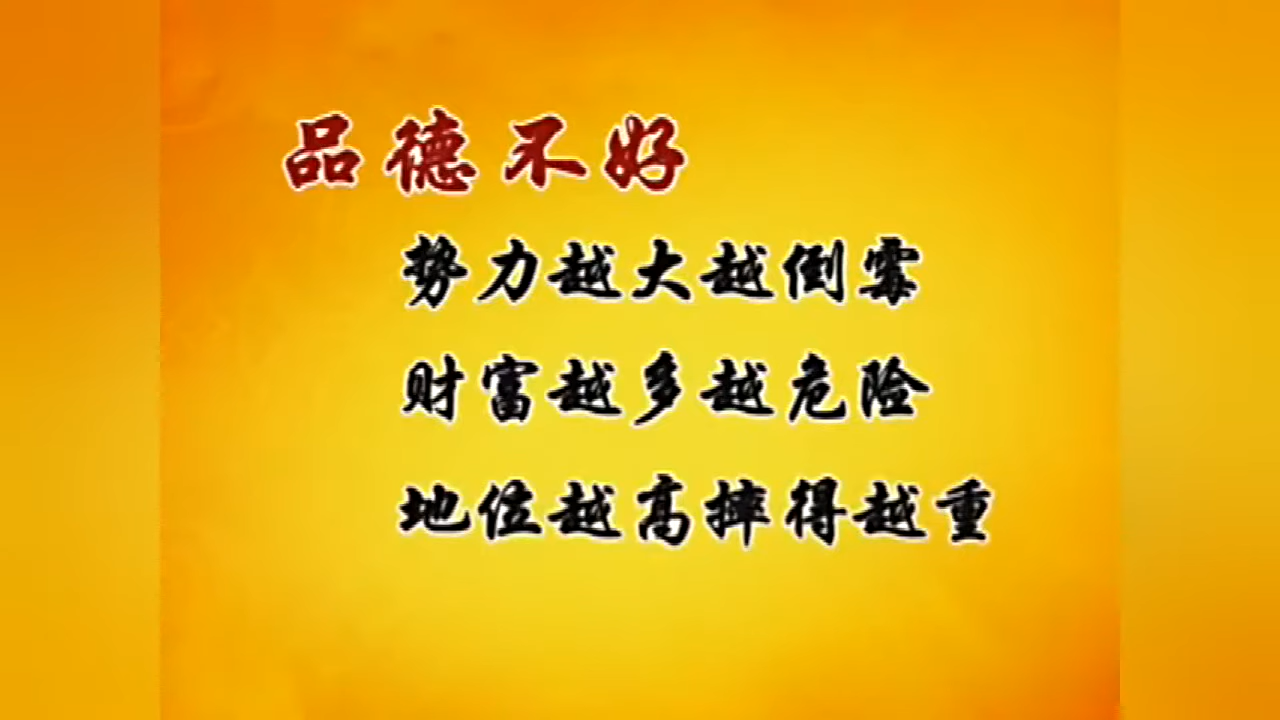 品德不好
势力越大越倒霉
财富越多越危险
地位越高摔得越重